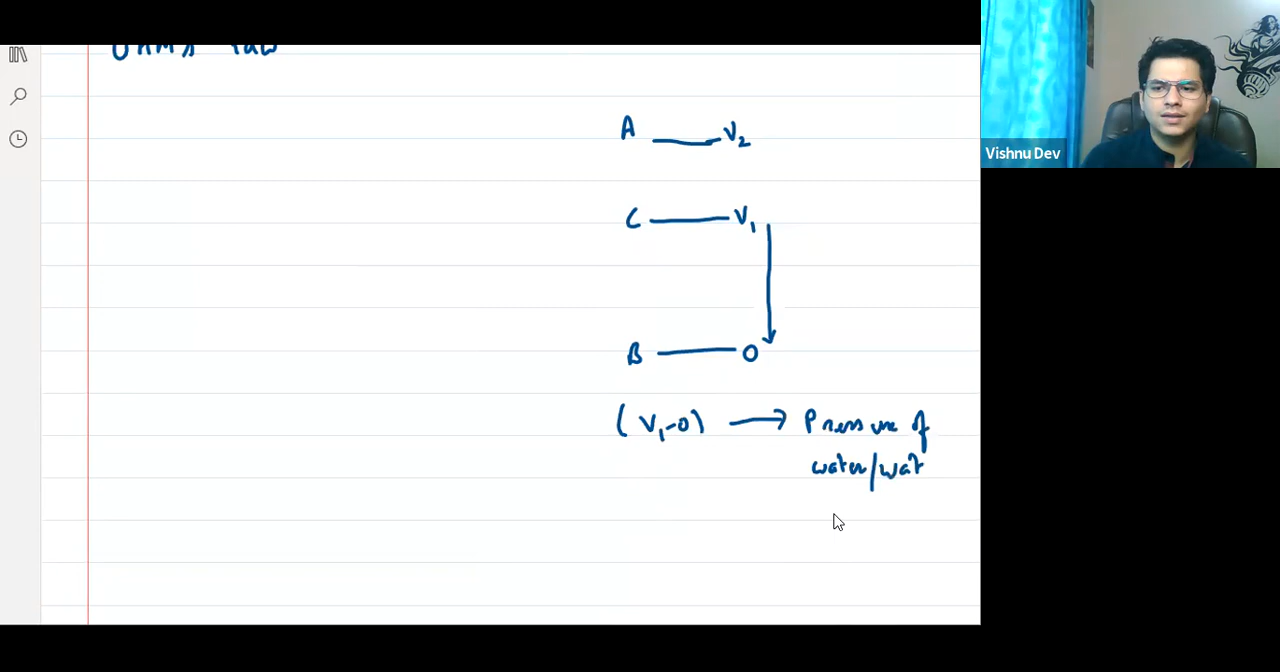 Ohm's law
A — V₂
C — V₁
B — 0
(V₁-0) → Pressure of
water/wat
Vishnu Dev